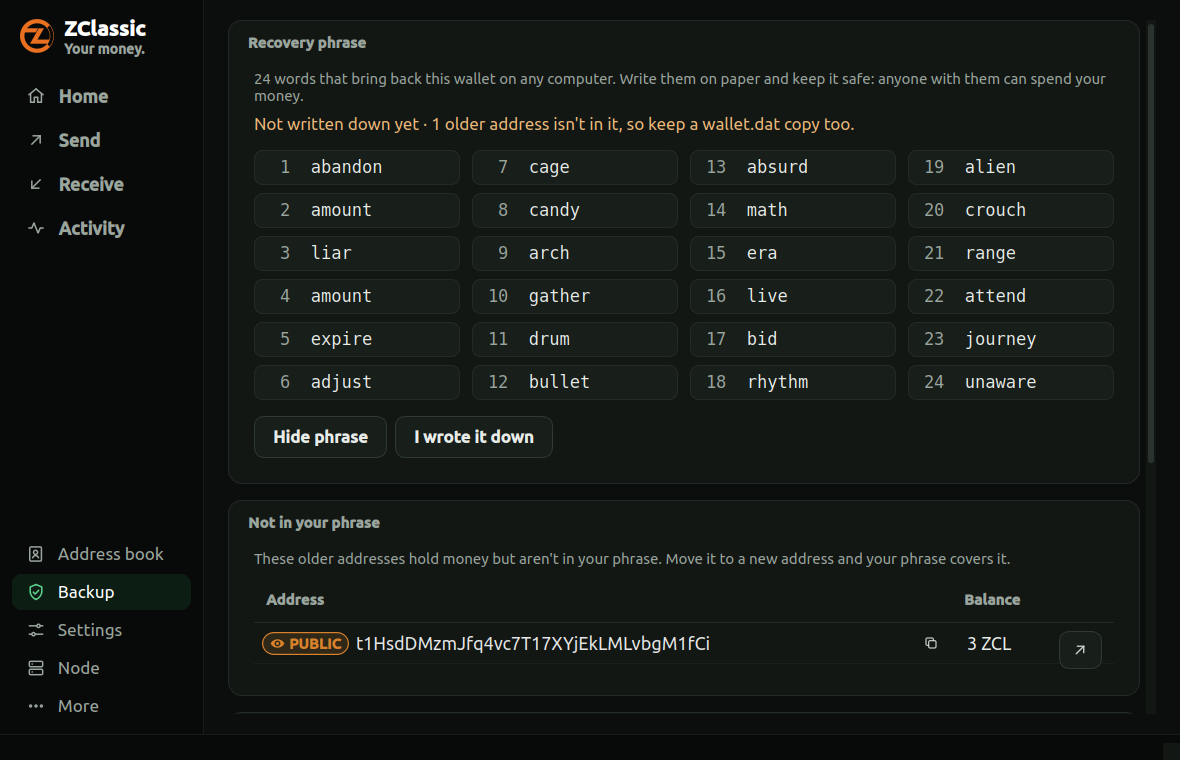 ZClassic
Your money.
Home
Send
Receive
Activity
Address book
Backup
Settings
Node
More
Recovery phrase
24 words that bring back this wallet on any computer. Write them on paper and keep it safe: anyone with them can spend your
money.
Not written down yet · 1 older address isn't in it, so keep a wallet.dat copy too.
1 abandon 7 cage 13 absurd 19 alien
2 amount 8 candy 14 math 20 crouch
3 liar 9 arch 15 era 21 range
4 amount 10 gather 16 live 22 attend
5 expire 11 drum 17 bid 23 journey
6 adjust 12 bullet 18 rhythm 24 unaware
Hide phrase I wrote it down
Not in your phrase
These older addresses hold money but aren't in your phrase. Move it to a new address and your phrase covers it.
Address Balance
PUBLIC t1HsdDMzmJfq4vc7T17XYjEkLMLvbgM1fCi 3 ZCL